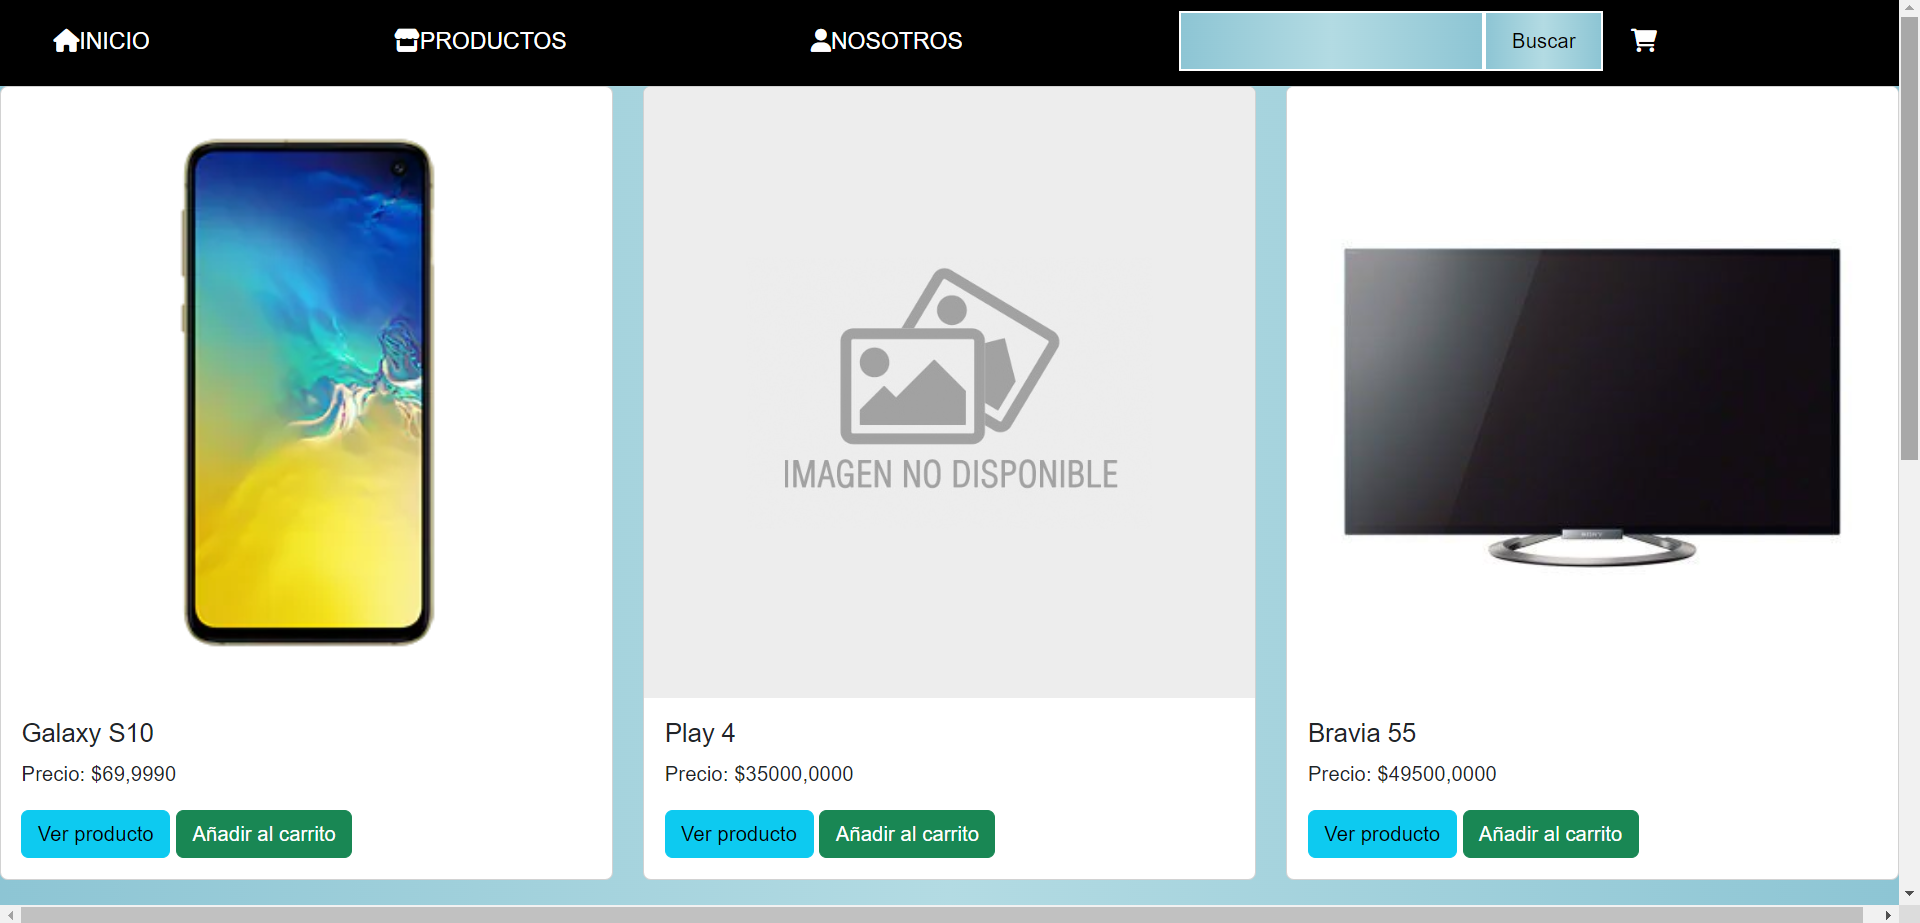 INICIO PRODUCTOS NOSOTROS Buscar
IMAGEN NO DISPONIBLE
SONY
Galaxy S10 Play 4 Bravia 55
Precio: $69,9990 Precio: $35000,0000 Precio: $49500,0000
Ver producto Añadir al carrito Ver producto Añadir al carrito Ver producto Añadir al carrito